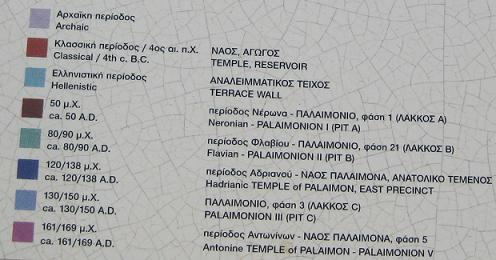 Αρχαϊκη περίοδος
Archaic
Κλασσική περίοδος / 4ος αι. π.Χ. ΝΑΟΣ, ΑΓΩΓΟΣ
Classical / 4th c. B.C. TEMPLE, RESERVOIR
Ελληνιστική περίοδος ΑΝΑΛΕΙΜΜΑΤΙΚΟΣ ΤΕΙΧΟΣ
Hellenistic TERRACE WALL
50 μ.Χ. περίοδος Νέρωνα - ΠΑΛΑΙΜΟΝΙΟ, φάση 1 (ΛΑΚΚΟΣ Α)
ca. 50 A.D. Neronian - PALAIMONION I (PIT A)
80/90 μ.Χ. περίοδος Φλαβίου - ΠΑΛΑΙΜΟΝΙΟ, φάση 21 (ΛΑΚΚΟΣ Β)
ca. 80/90 A.D. Flavian - PALAIMONION II (PIT B)
120/138 μ.Χ. περίοδος Αδριανού - ΝΑΟΣ ΠΑΛΑΙΜΟΝΑ, ΑΝΑΤΟΛΙΚΟ ΤΕΜΕΝΟΣ
ca. 120/138 A.D. Hadrianic TEMPLE of PALAIMON, EAST PRECINCT
130/150 μ.Χ. ΠΑΛΑΙΜΟΝΙΟ, φάση 3 (ΛΑΚΚΟΣ C)
ca. 130/150 A.D. PALAIMONION III (PIT C)
161/169 μ.Χ. περίοδος Αντωνίνων - ΝΑΟΣ ΠΑΛΑΙΜΟΝΑ, φάση 5
ca. 161/169 A.D. Antonine TEMPLE of PALAIMON - PALAIMONION V